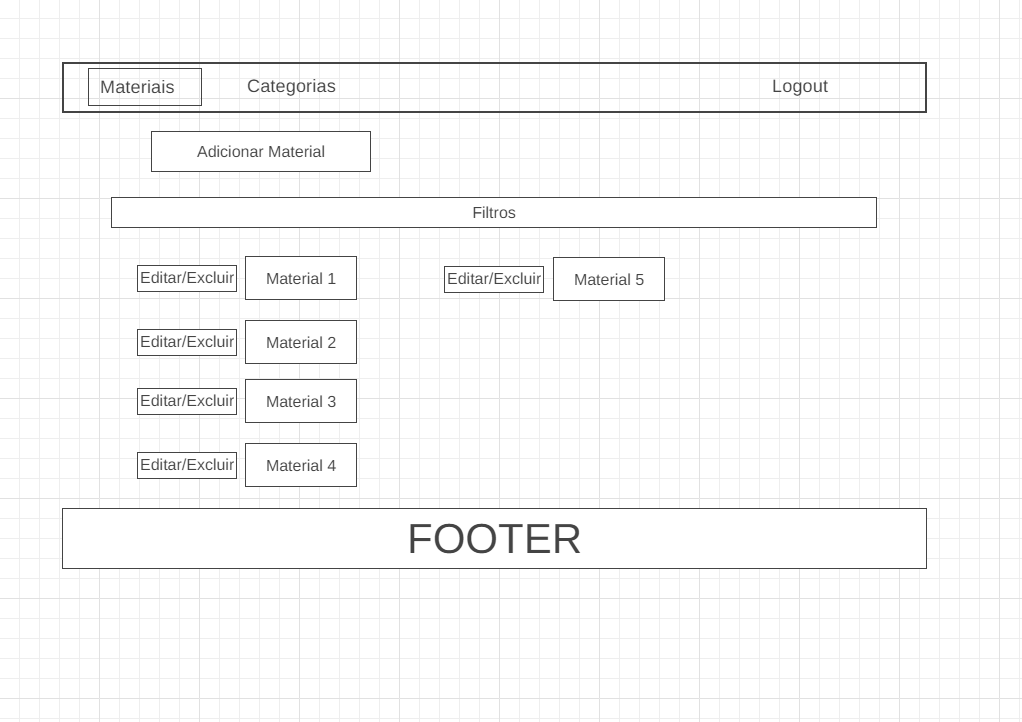 Materiais
Categorias
Logout
Adicionar Material
Filtros
Editar/Excluir
Material 1
Editar/Excluir
Material 5
Editar/Excluir
Material 2
Editar/Excluir
Material 3
Editar/Excluir
Material 4
FOOTER